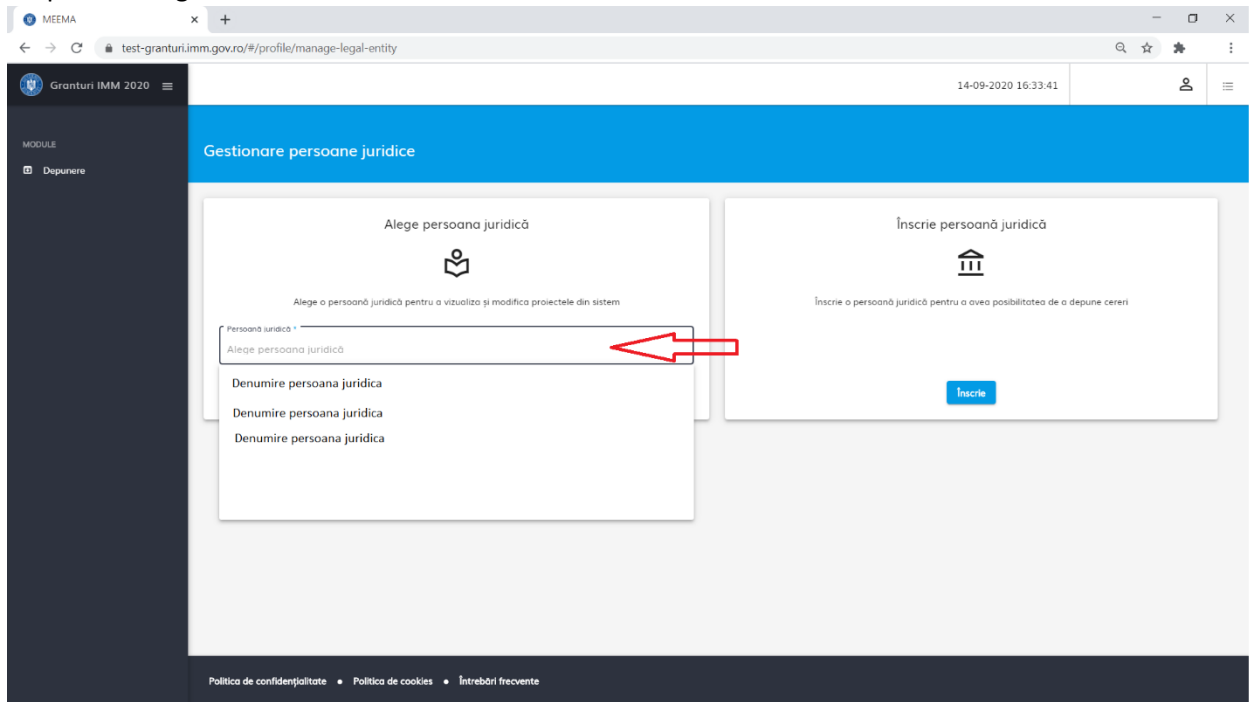 MEEMA
test-granturi.imm.gov.ro/#/profile/manage-legal-entity
Granturi IMM 2020
14-09-2020 16:33:41
MODULE
Depunere
Gestionare persoane juridice
Alege persoana juridică
Alege o persoană juridică pentru a vizualiza și modifica proiectele din sistem
Persoană juridică *
Alege persoana juridică
Denumire persoana juridica
Denumire persoana juridica
Denumire persoana juridica
Înscrie persoană juridică
Înscrie o persoană juridică pentru a avea posibilitatea de a depune cereri
Înscrie
Politica de confidențialitate • Politica de cookies • Întrebări frecvente